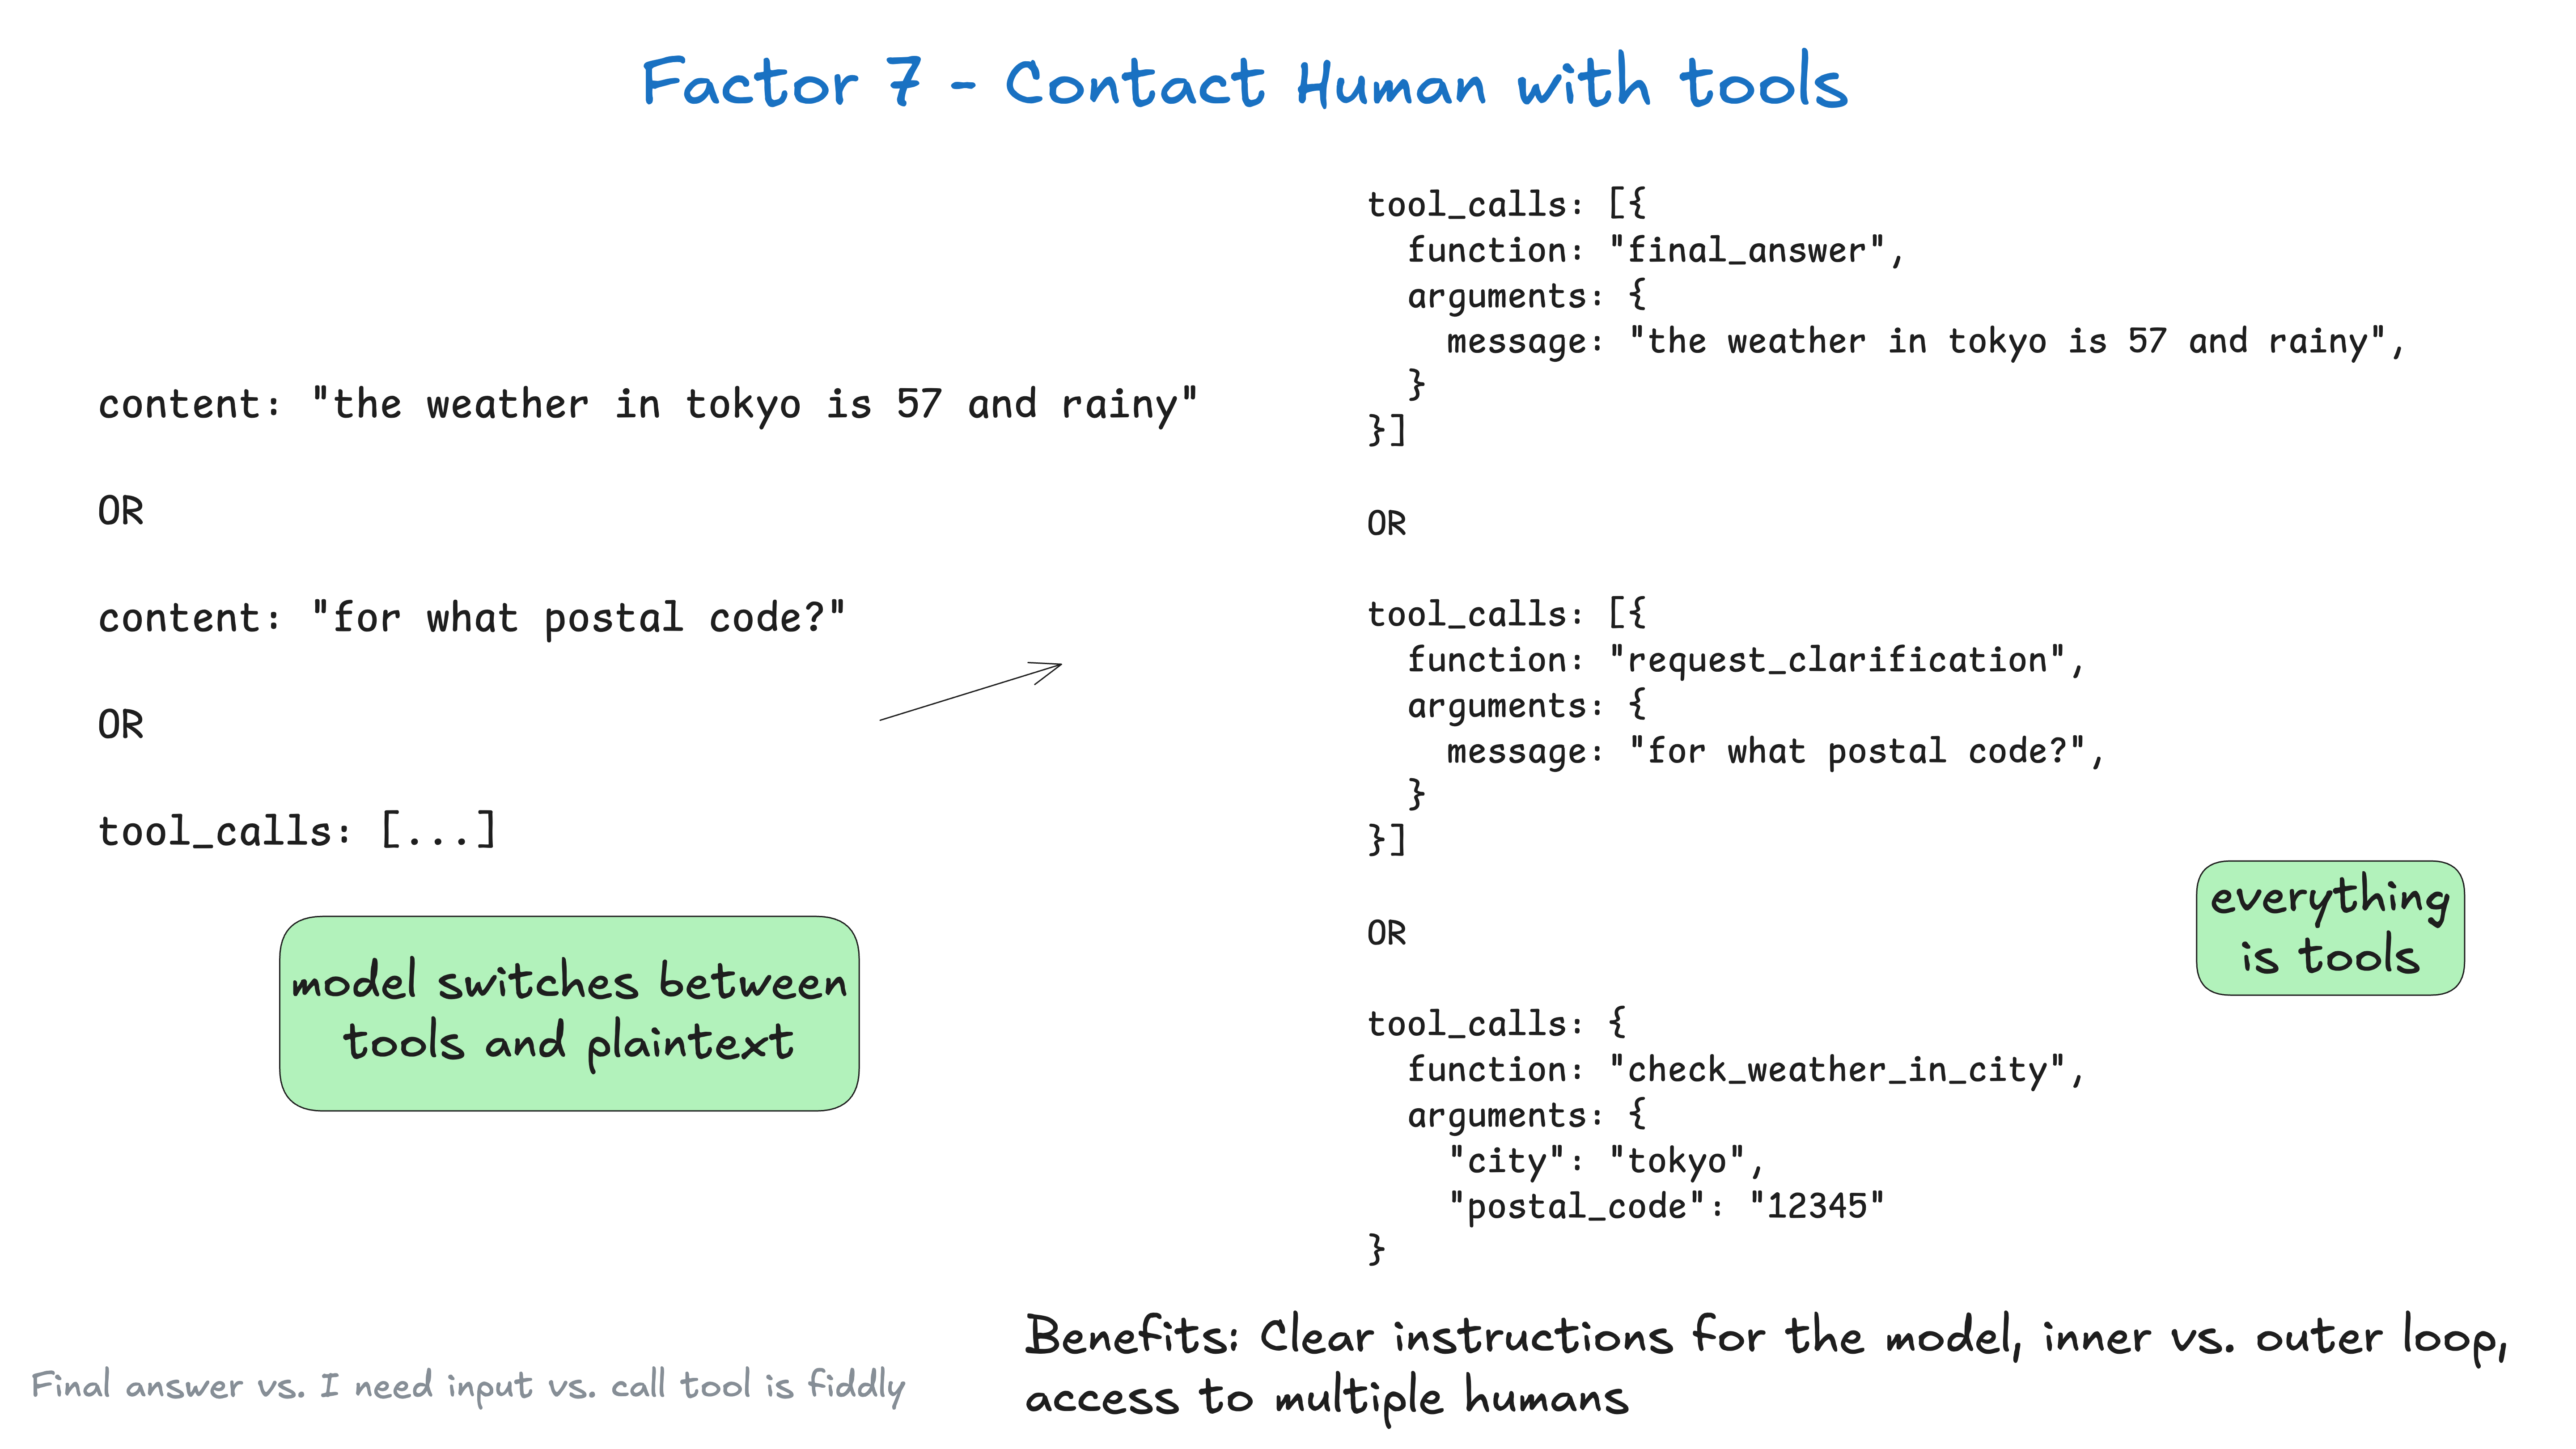 Factor 7 - Contact Human with tools
content: "the weather in tokyo is 57 and rainy"
OR
content: "for what postal code?"
OR
tool_calls: [...]
model switches between
tools and plaintext
Final answer vs. I need input vs. call tool is fiddly
tool_calls: [{
  function: "final_answer",
  arguments: {
    message: "the weather in tokyo is 57 and rainy",
  }
}]
OR
tool_calls: [{
  function: "request_clarification",
  arguments: {
    message: "for what postal code?",
  }
}]
OR
tool_calls: {
  function: "check_weather_in_city",
  arguments: {
    "city": "tokyo",
    "postal_code": "12345"
}
everything
is tools
Benefits: Clear instructions for the model, inner vs. outer loop,
access to multiple humans